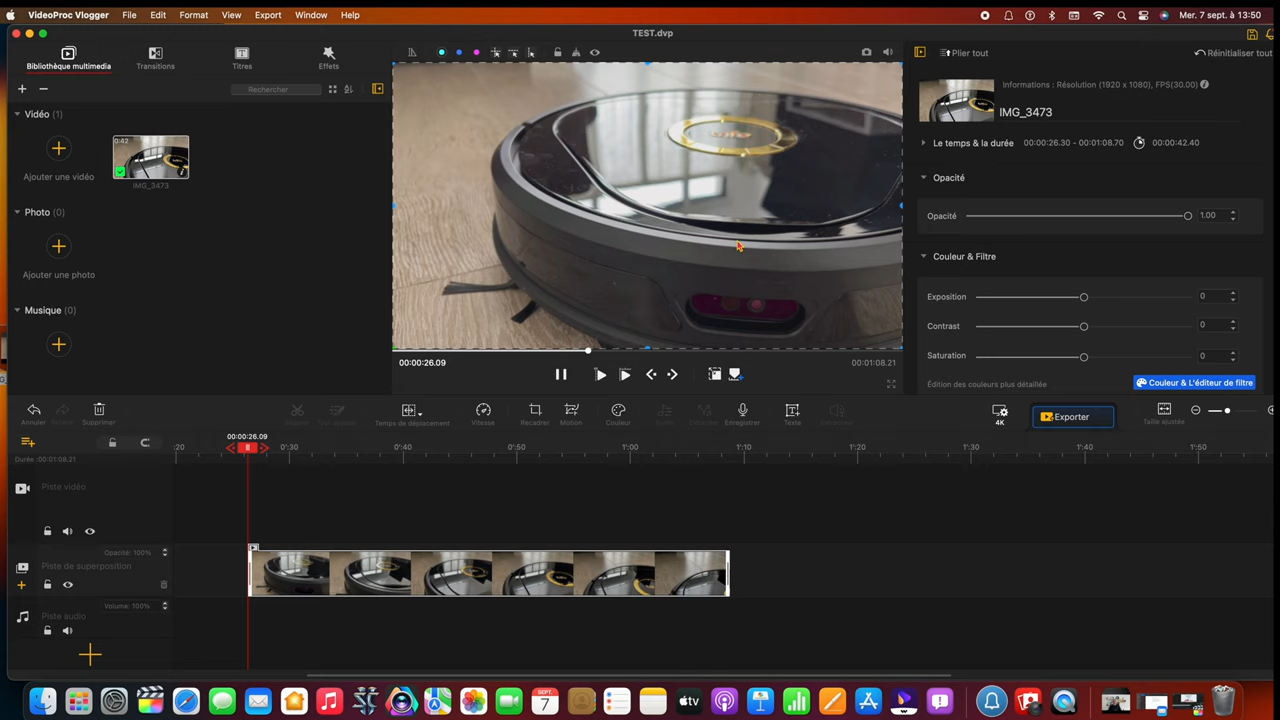 VideoProc Vlogger File Edit Format View Export Window Help Mer. 7 sept. à 13:50
TEST.dvp
Bibliothèque multimedia Transitions Titres Effets
Plier tout Réinitialiser tout
Rechercher
Informations : Résolution (1920 x 1080), FPS(30.00)
IMG_3473
Vidéo (1)
0:42
Ajouter une vidéo
IMG_3473
Le temps & la durée 00:00:26.30 - 00:01:08.70 00:00:42.40
Opacité
Photo (0)
Opacité 1.00
Ajouter une photo
Couleur & Filtre
Exposition 0
Musique (0)
Contrast 0
Saturation 0
00:00:26.09 00:01:08.21
Édition des couleurs plus détaillée Couleur & L'éditeur de filtre
Annuler Supprimer Temps de déplacement Vitesse Recadrer Motion Couleur Enregistrer Texte 4K Exporter Taille ajustée
00:00:26.09
:20 0:30 0:40 0:50 1:00 1:10 1':20 1':30 1':40 1':50
Durée :00:01:08.21
Piste vidéo
Opacité: 100%
Piste de superposition
Volume: 100%
Piste audio
SEPT.
7
tv